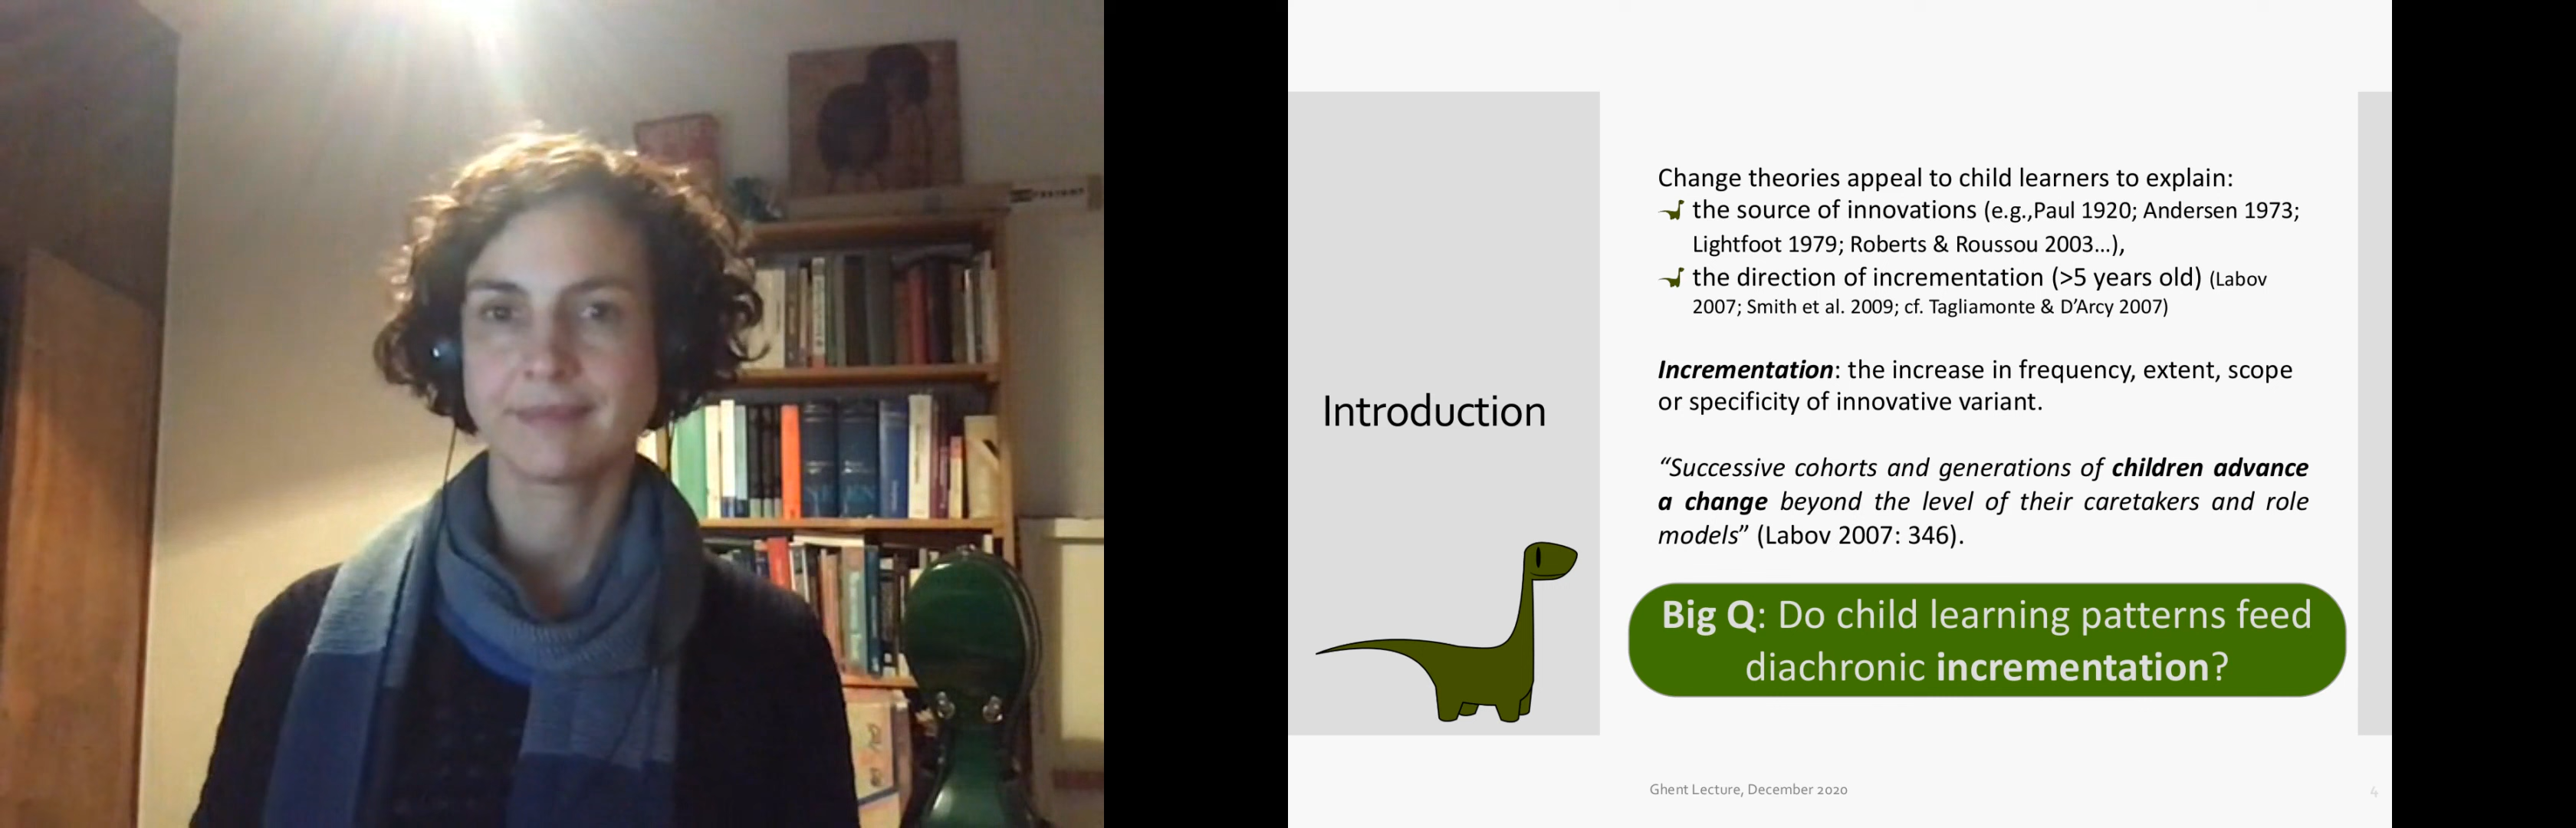 Introduction
Change theories appeal to child learners to explain:
the source of innovations (e.g.,Paul 1920; Andersen 1973;
Lightfoot 1979; Roberts & Roussou 2003…),
the direction of incrementation (>5 years old) (Labov
2007; Smith et al. 2009; cf. Tagliamonte & D’Arcy 2007)
Incrementation: the increase in frequency, extent, scope
or specificity of innovative variant.
“Successive cohorts and generations of children advance
a change beyond the level of their caretakers and role
models” (Labov 2007: 346).
Big Q: Do child learning patterns feed
diachronic incrementation?
Ghent Lecture, December 2020
4